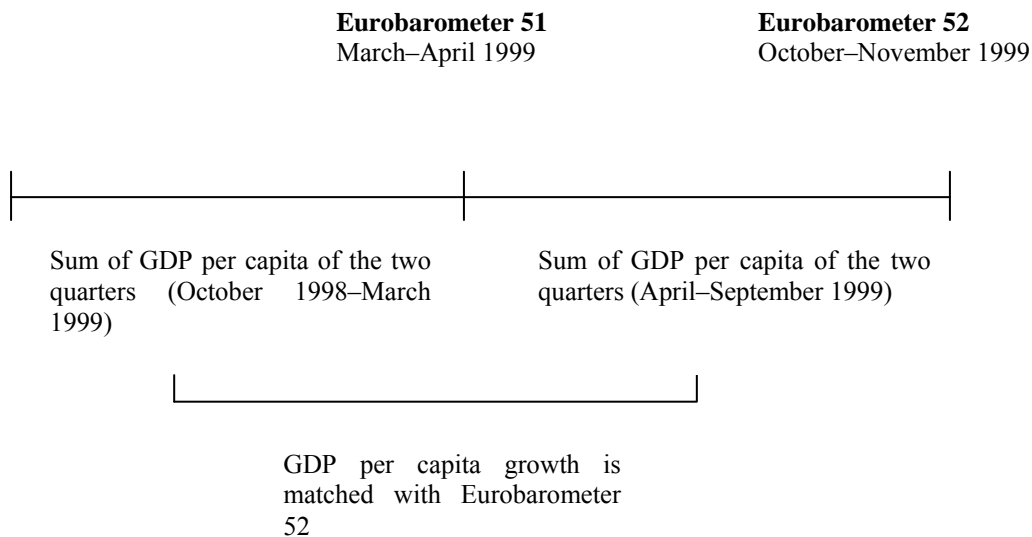 Eurobarometer 51
March–April 1999
Eurobarometer 52
October–November 1999
Sum of GDP per capita of the two
quarters (October 1998–March
1999)
Sum of GDP per capita of the two
quarters (April–September 1999)
GDP per capita growth is
matched with Eurobarometer
52